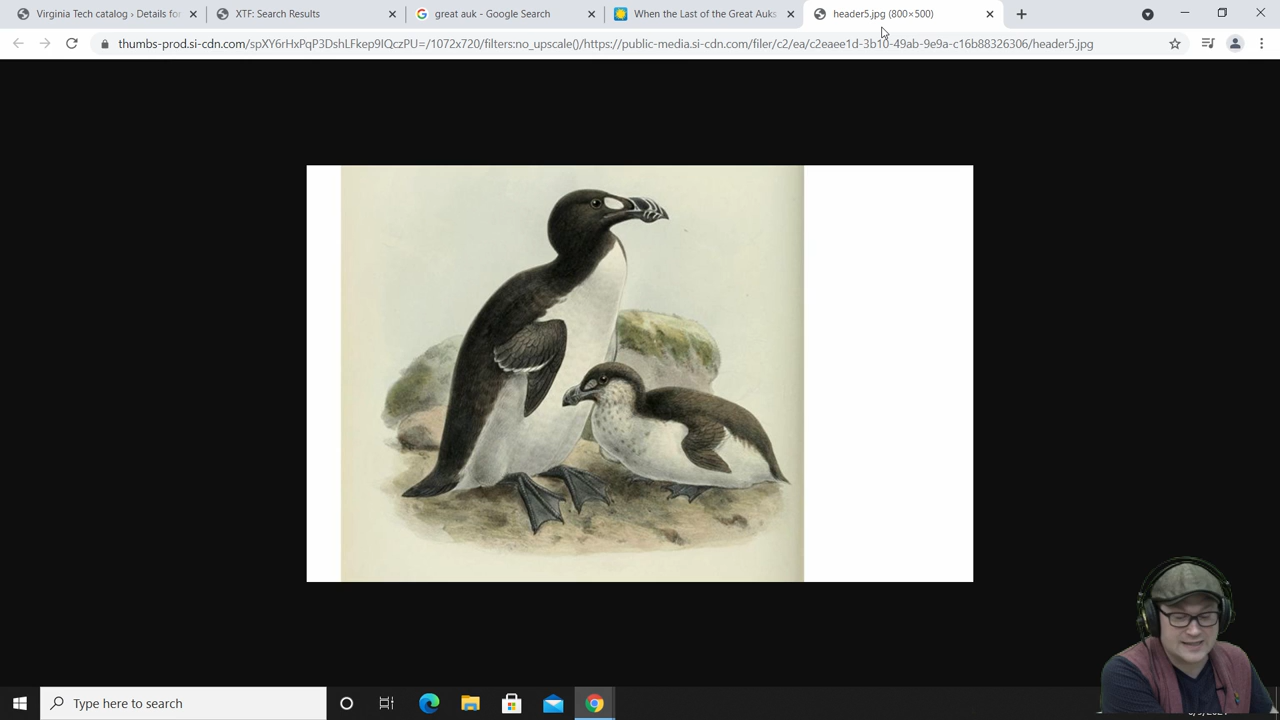 Virginia Tech catalog › Details for
XTF: Search Results
great auk - Google Search
When the Last of the Great Auks
header5.jpg (800×500)
thumbs-prod.si-cdn.com/spXY6rHxPqP3DshLFkep9IQczPU=/1072x720/filters:no_upscale()/https://public-media.si-cdn.com/filer/c2/ea/c2eaee1d-3b10-49ab-9e9a-c16b88326306/header5.jpg
Type here to search